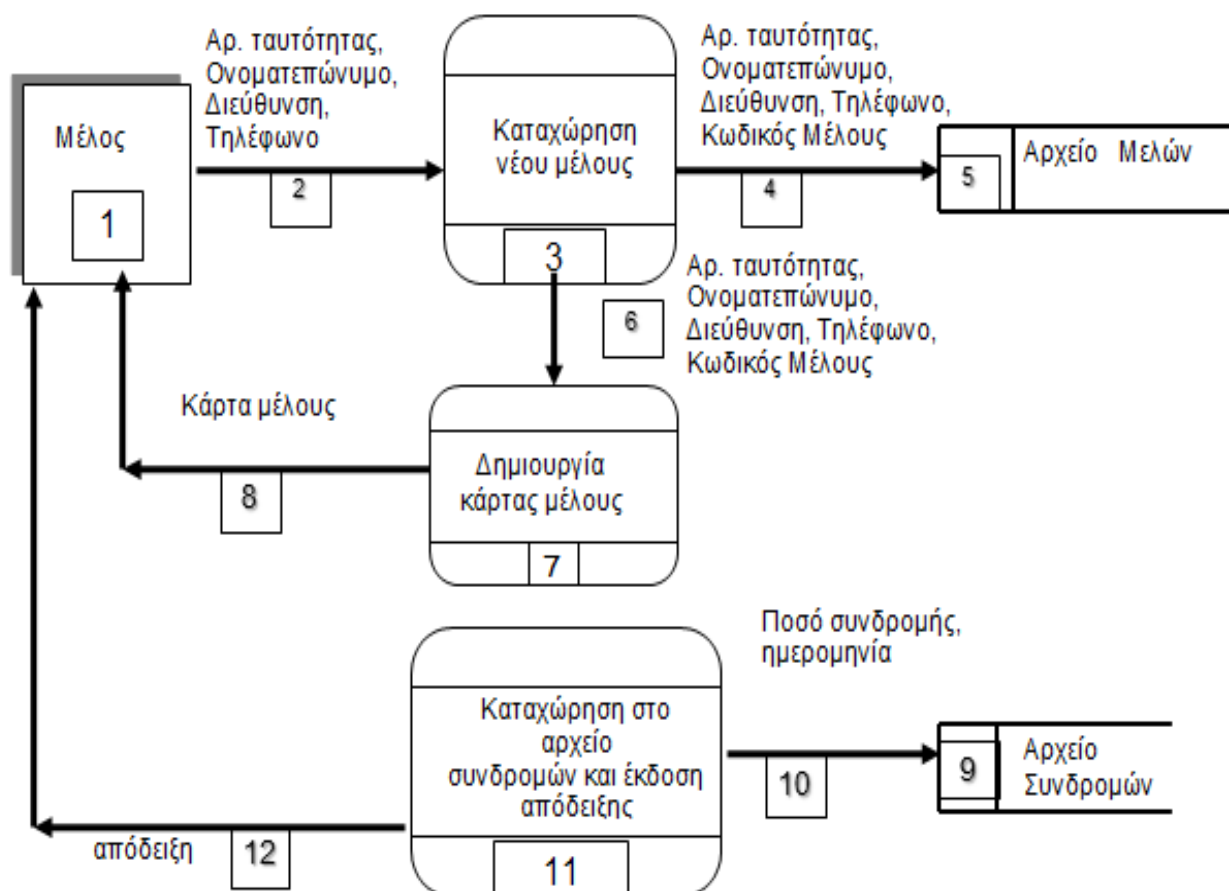 Αρ. ταυτότητας,
Ονοματεπώνυμο,
Διεύθυνση,
Τηλέφωνο
Αρ. ταυτότητας,
Ονοματεπώνυμο,
Διεύθυνση, Τηλέφωνο,
Κωδικός Μέλους
Μέλος
1
2
Καταχώρηση
νέου μέλους
3
4
5
Αρχείο Μελών
6
Αρ. ταυτότητας,
Ονοματεπώνυμο,
Διεύθυνση, Τηλέφωνο,
Κωδικός Μέλους
Κάρτα μέλους
8
Δημιουργία
κάρτας μέλους
7
Ποσό συνδρομής,
ημερομηνία
Καταχώρηση στο
αρχείο
συνδρομών και έκδοση
απόδειξης
11
10
9
Αρχείο
Συνδρομών
απόδειξη
12